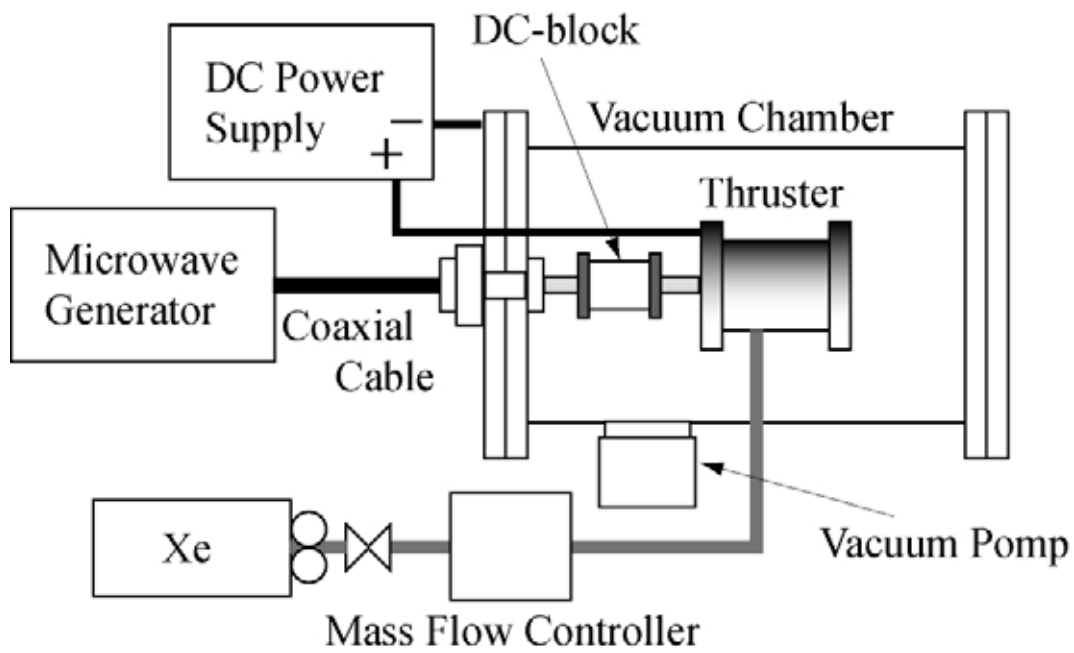 DC-block
DC Power
Supply
−
+
Vacuum Chamber
Thruster
Microwave
Generator
Coaxial
Cable
Xe
Vacuum Pomp
Mass Flow Controller